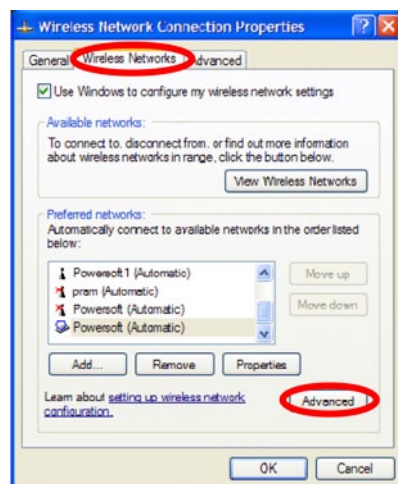 Wireless Network Connection Properties
General Wireless Networks Advanced
Use Windows to configure my wireless network settings
Available networks:
To connect to, disconnect from, or find out more information
about wireless networks in range, click the button below.
View Wireless Networks
Preferred networks:
Automatically connect to available networks in the order listed
below:
Powersoft1 (Automatic)
pram (Automatic)
Powersoft (Automatic)
Powersoft (Automatic)
Move up
Move down
Add... Remove Properties
Learn about setting up wireless network
configuration.
Advanced
OK Cancel